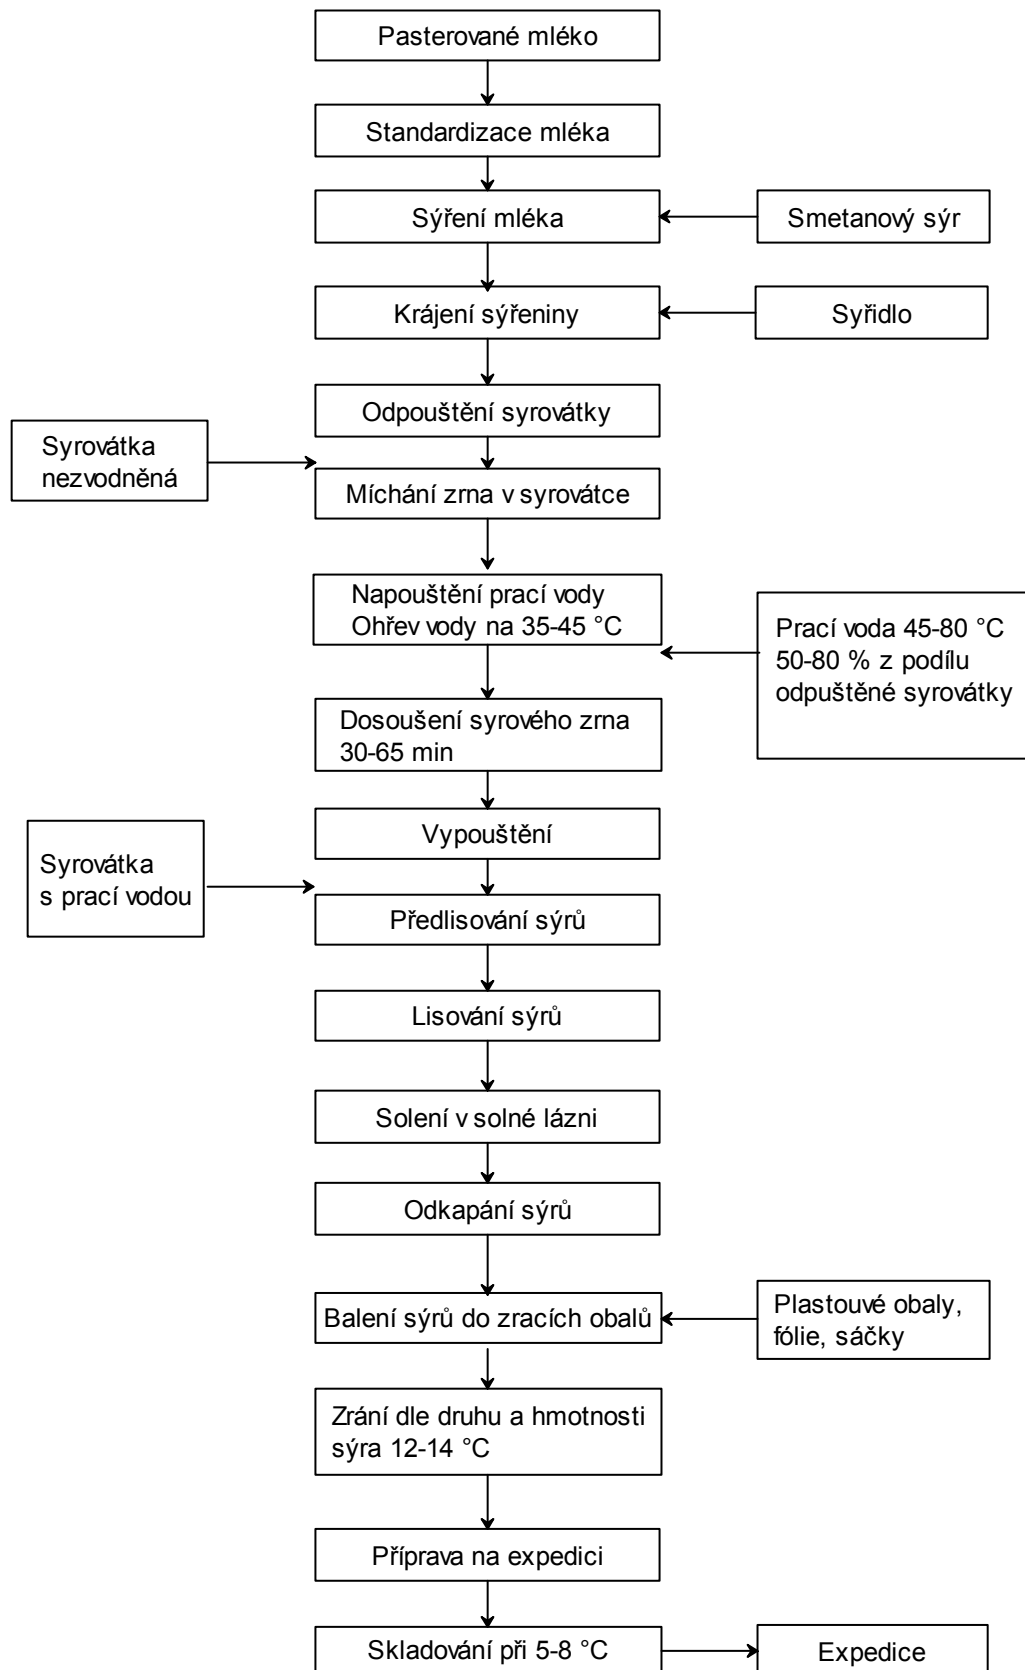 Pasterované mléko
Standardizace mléka
Sýření mléka
Smetanový sýr
Krájení sýřeniny
Syřidlo
Odpouštění syrovátky
Syrovátka
nezvodněná
Míchání zrna v syrovátce
Napouštění prací vody
Ohřev vody na 35-45 °C
Prací voda 45-80 °C
50-80 % z podílu
odpuštěné syrovátky
Dosoušení syrového zrna
30-65 min
Vypouštění
Syrovátka
s prací vodou
Předlisování sýrů
Lisování sýrů
Solení v solné lázni
Odkapání sýrů
Balení sýrů do zracích obalů
Plastouvé obaly,
fólie, sáčky
Zrání dle druhu a hmotnosti
sýra 12-14 °C
Příprava na expedici
Skladování při 5-8 °C
Expedice